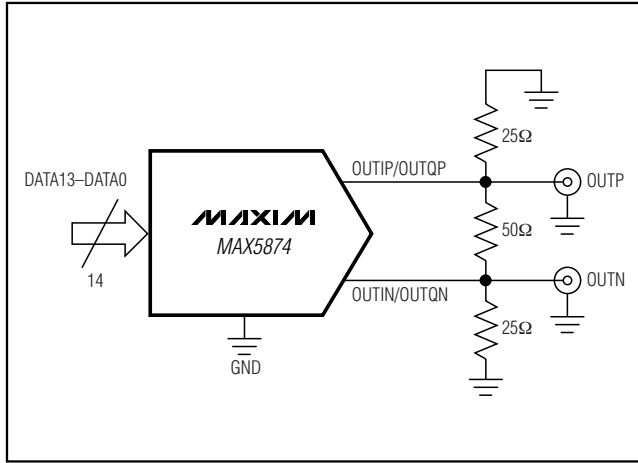 25Ω
OUTIP/OUTQP
DATA13–DATA0
OUTP
MAXIM
MAX5874
50Ω
14
OUTIN/OUTQN
OUTN
25Ω
GND